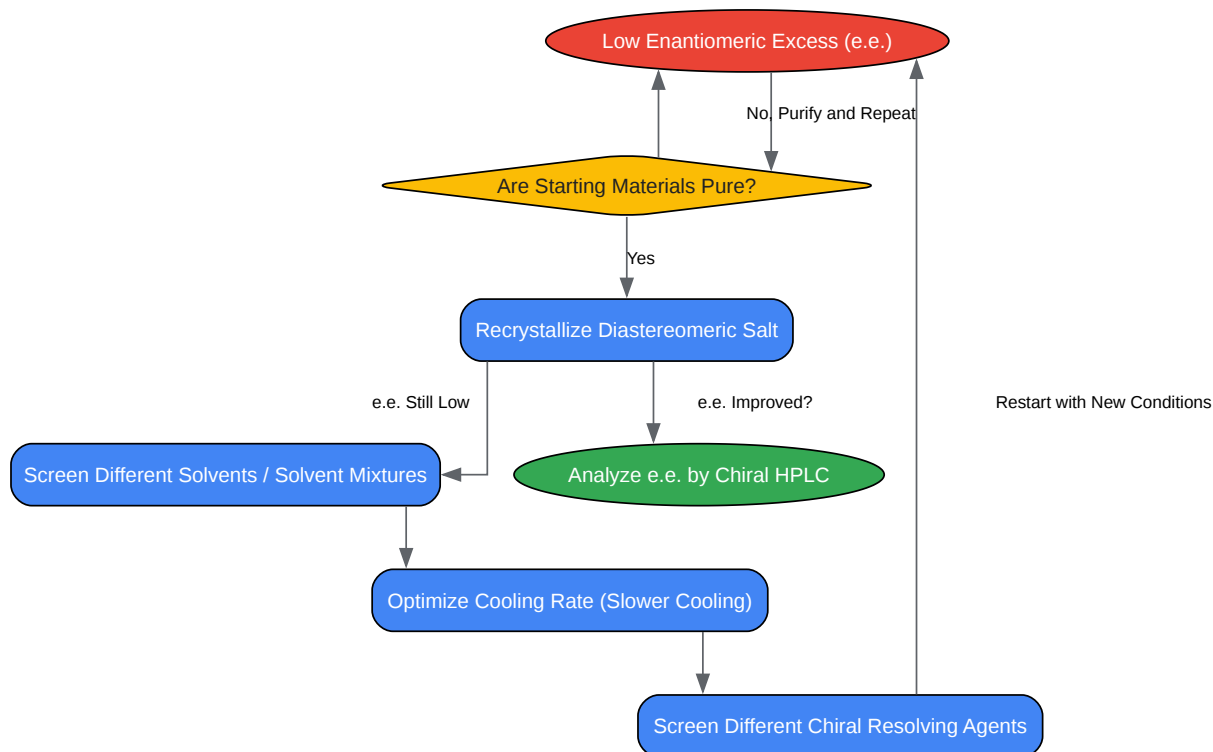 Low Enantiomeric Excess (e.e.)
No, Purify and Repeat
Are Starting Materials Pure?
Yes
Recrystallize Diastereomeric Salt
e.e. Still Low
e.e. Improved?
Restart with New Conditions
Screen Different Solvents / Solvent Mixtures
Analyze e.e. by Chiral HPLC
Optimize Cooling Rate (Slower Cooling)
Screen Different Chiral Resolving Agents